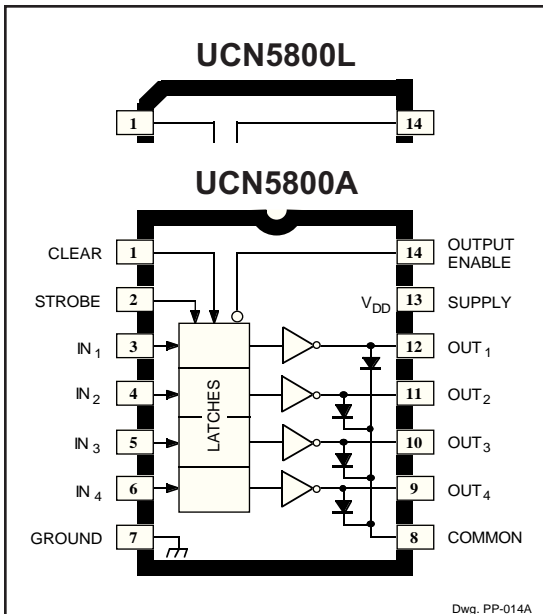 UCN5800L
1 14
UCN5800A
CLEAR 1 14 OUTPUT
ENABLE
STROBE 2 VDD 13 SUPPLY
IN1 3 12 OUT1
IN2 4 11 OUT2
LATCHES
IN3 5 10 OUT3
IN4 6 9 OUT4
GROUND 7 8 COMMON
Dwg. PP-014A